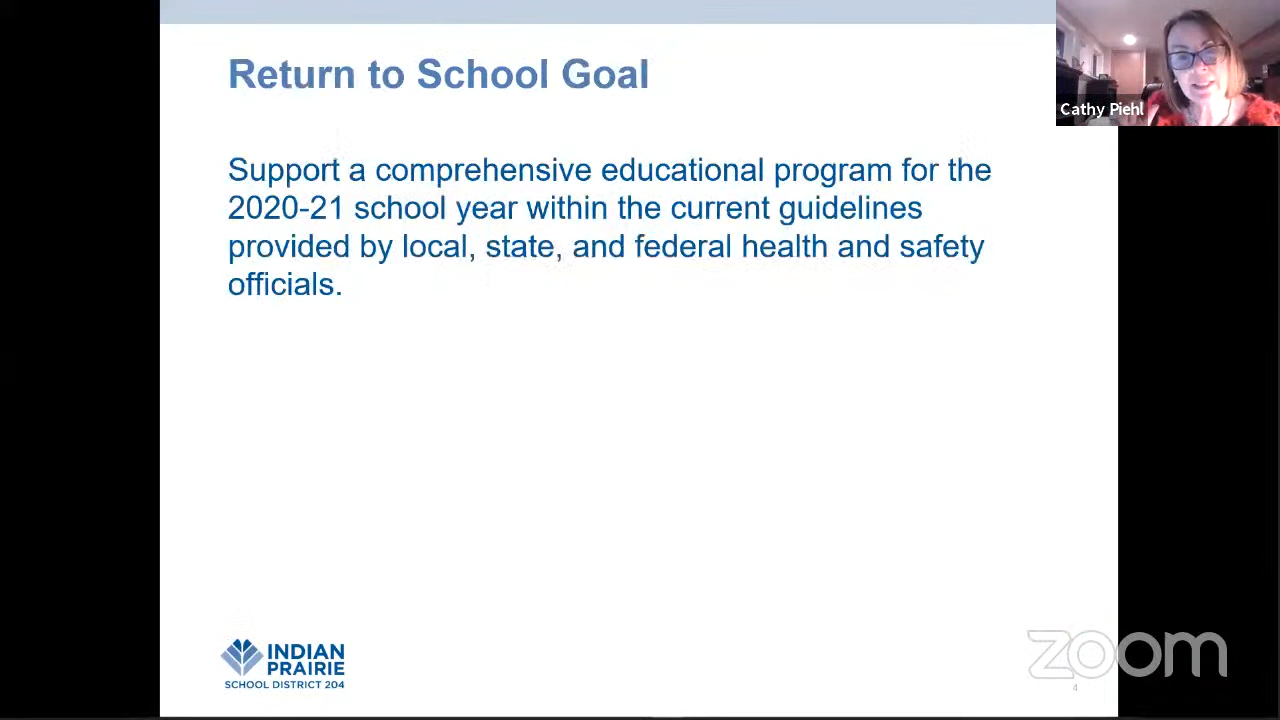 Return to School Goal
Cathy Piehl
Support a comprehensive educational program for the
2020-21 school year within the current guidelines
provided by local, state, and federal health and safety
officials.
INDIAN
PRAIRIE
SCHOOL DISTRICT 204
zoom
4